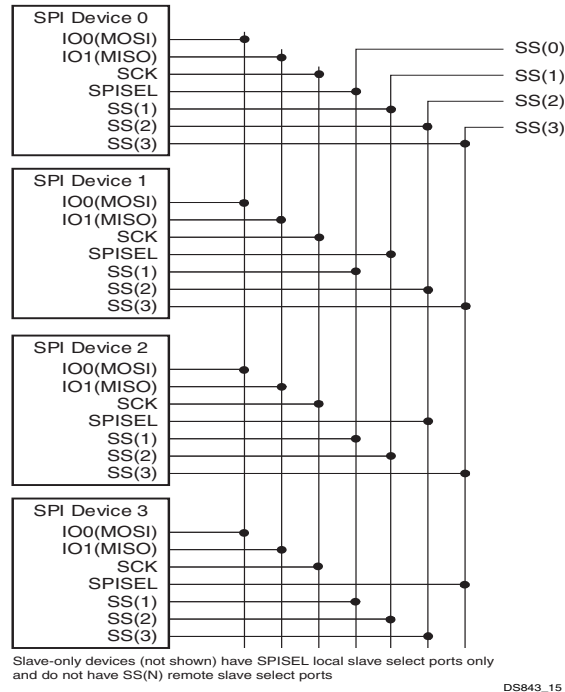 SPI Device 0
IO0(MOSI)
IO1(MISO)
SCK
SPISEL
SS(1)
SS(2)
SS(3)
SS(0)
SS(1)
SS(2)
SS(3)
SPI Device 1
IO0(MOSI)
IO1(MISO)
SCK
SPISEL
SS(1)
SS(2)
SS(3)
SPI Device 2
IO0(MOSI)
IO1(MISO)
SCK
SPISEL
SS(1)
SS(2)
SS(3)
SPI Device 3
IO0(MOSI)
IO1(MISO)
SCK
SPISEL
SS(1)
SS(2)
SS(3)
Slave-only devices (not shown) have SPISEL local slave select ports only
and do not have SS(N) remote slave select ports
DS843_15